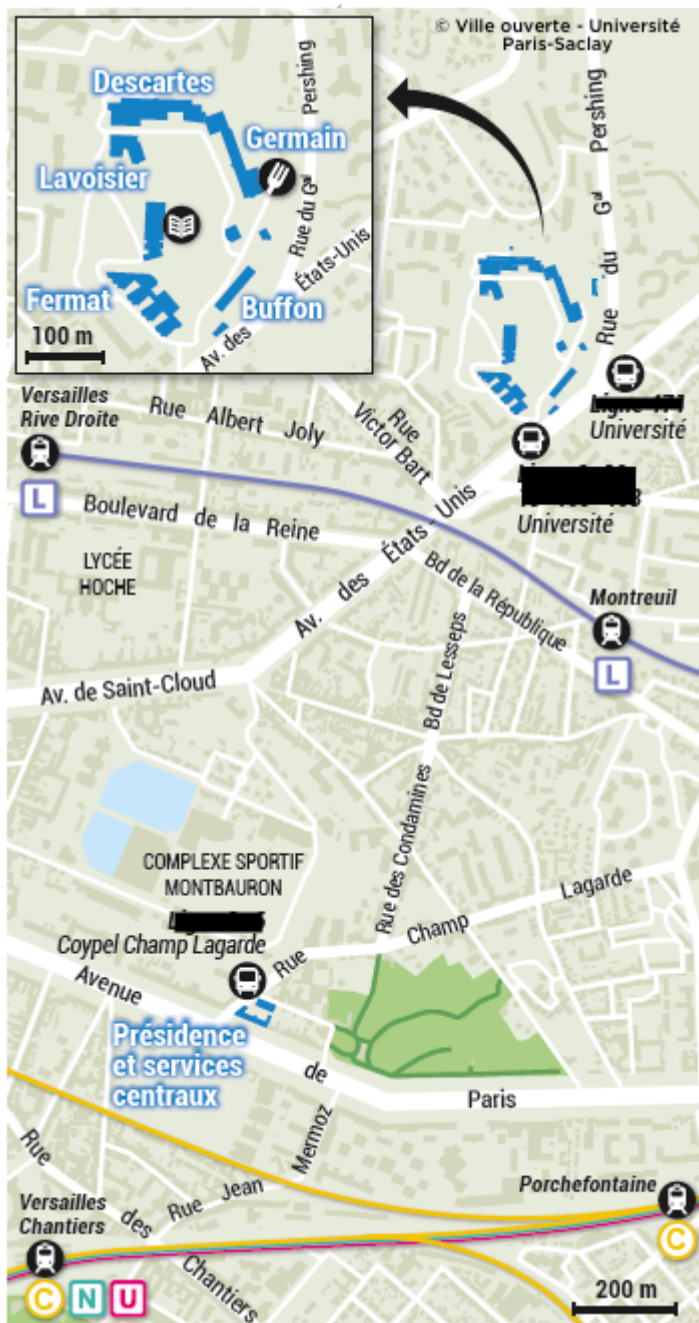 © Ville ouverte - Université
Paris-Saclay
Descartes
Pershing
Germain
Lavoisier
Rue du Gal
États-Unis
Fermat
Buffon
100 m
Av. des
Pershing
Gal
du
Rue
Université
Université
Versailles
Rive Droite
L
Rue Albert Joly
Rue
Victor Bart
Boulevard de la Reine
LYCÉE
HOCHE
Av. des États - Unis
Bd de la République
Montreuil
L
Av. de Saint-Cloud
Bd de Lesseps
Rue des Condamines
COMPLEXE SPORTIF
MONTBAURON
Coypel Champ Lagarde
Rue Champ Lagarde
Avenue de Paris
Présidence
et services
centraux
Rue Jean Mermoz
Rue des Chantiers
Versailles
Chantiers
C N U
Porchefontaine
C
200 m